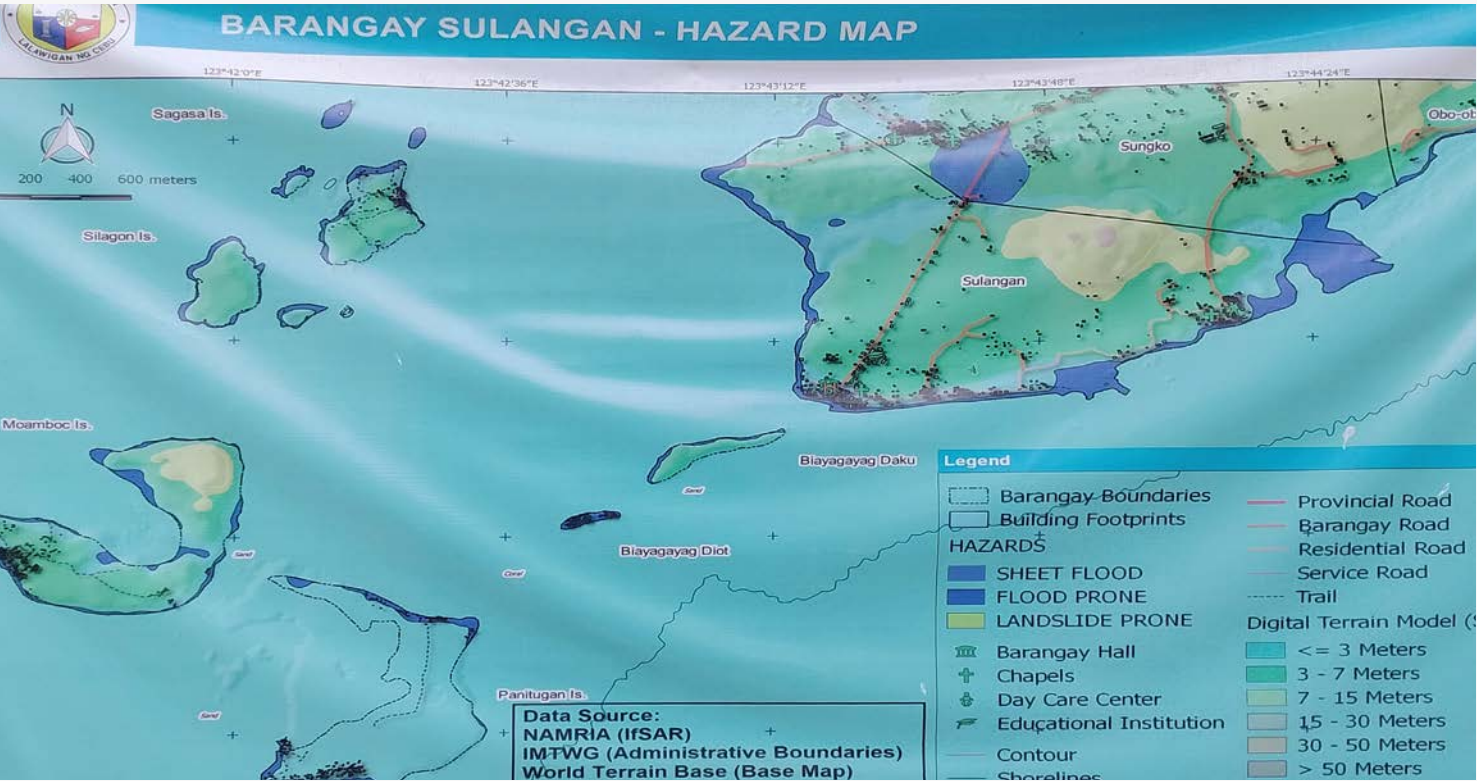 LALAWIGAN NG CEBU
BARANGAY SULANGAN - HAZARD MAP
123°42'0"E
123°42'36"E
123°43'12"E
123°43'48"E
123°44'24"E
N
200 400 600 meters
Sagasa Is.
Silagon Is.
Sungko
Obo-ob
Sulangan
Moamboc Is.
Biayagayag Daku
Sand
Biayagayag Diot
Sand
Coral
Panitugan Is.
Sand
Legend
Barangay Boundaries
Building Footprints
HAZARDS
SHEET FLOOD
FLOOD PRONE
LANDSLIDE PRONE
Barangay Hall
Chapels
Day Care Center
Educational Institution
Contour
Shorelines
Provincial Road
Barangay Road
Residential Road
Service Road
Trail
Digital Terrain Model (
<= 3 Meters
3 - 7 Meters
7 - 15 Meters
15 - 30 Meters
30 - 50 Meters
> 50 Meters
Data Source:
NAMRIA (IfSAR)
IMTWG (Administrative Boundaries)
World Terrain Base (Base Map)